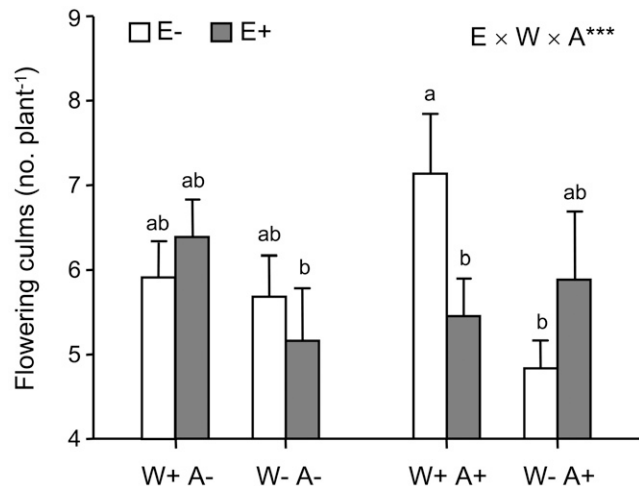 9
8
7
6
5
4
Flowering culms (no. plant⁻¹)
E- E+
E × W × A***
ab ab
ab b
a b
b ab
W+ A- W- A- W+ A+ W- A+